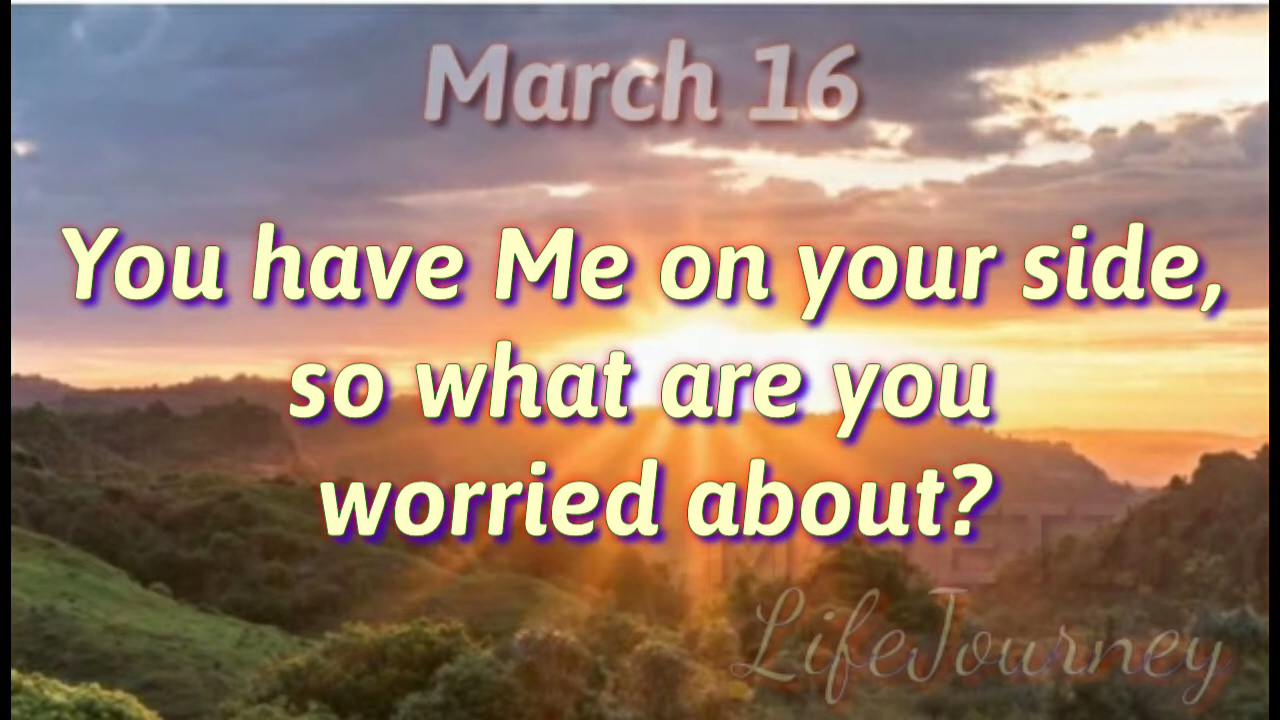 March 16
You have Me on your side,
so what are you
worried about?
LifeJourney